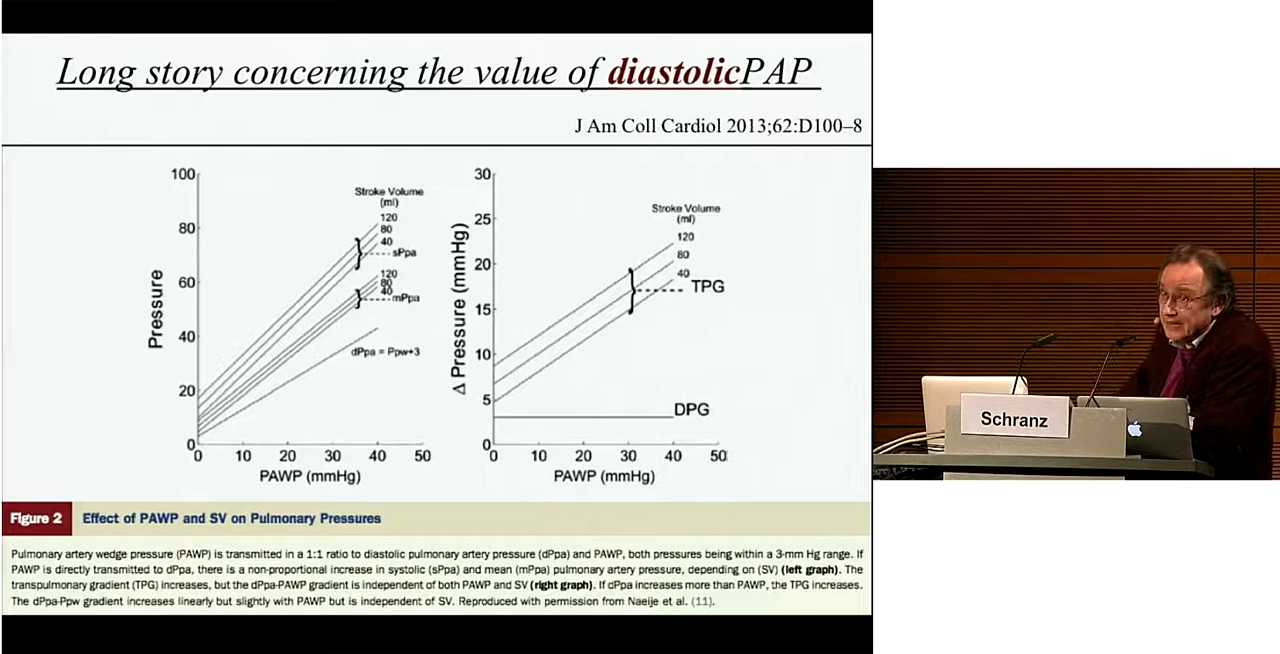 Long story concerning the value of diastolicPAP
J Am Coll Cardiol 2013;62:D100–8
100
80
60
40
20
0
Pressure
0 10 20 30 40 50
PAWP (mmHg)
Stroke Volume
(ml)
120
80
40
sPpa
120
80
40
mPpa
dPpa = Ppw+3
30
25
20
15
10
5
0
Δ Pressure (mmHg)
0 10 20 30 40 50
PAWP (mmHg)
Stroke Volume
(ml)
120
80
40
TPG
DPG
Figure 2 Effect of PAWP and SV on Pulmonary Pressures
Pulmonary artery wedge pressure (PAWP) is transmitted in a 1:1 ratio to diastolic pulmonary artery pressure (dPpa) and PAWP, both pressures being within a 3-mm Hg range. If
PAWP is directly transmitted to dPpa, there is a non-proportional increase in systolic (sPpa) and mean (mPpa) pulmonary artery pressure, depending on (SV) (left graph). The
transpulmonary gradient (TPG) increases, but the dPpa-PAWP gradient is independent of both PAWP and SV (right graph). If dPpa increases more than PAWP, the TPG increases.
The dPpa-Ppw gradient increases linearly but slightly with PAWP but is independent of SV. Reproduced with permission from Naeije et al. (11).
Schranz